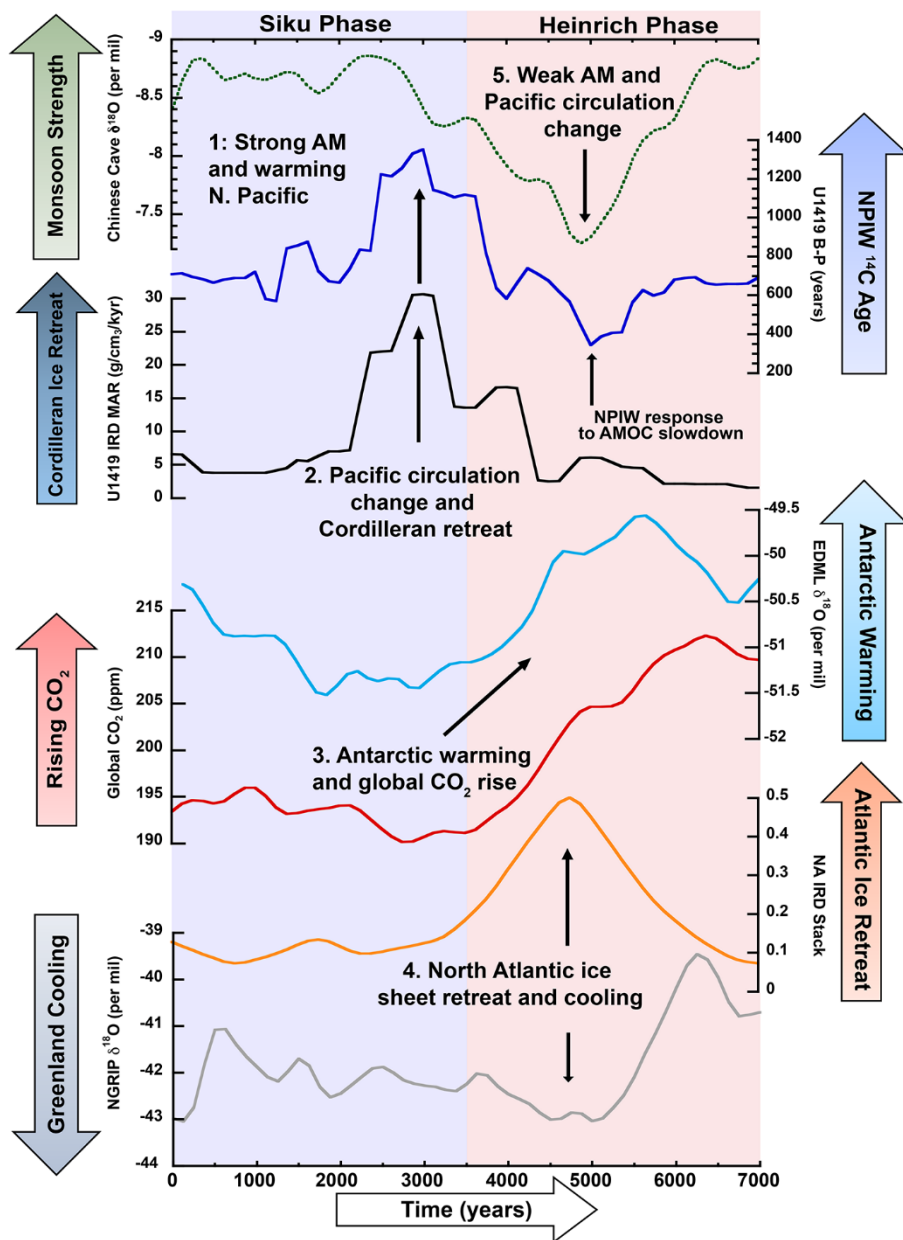 Siku Phase
Heinrich Phase
Monsoon Strength
Chinese Cave δ¹⁸O (per mil)
-9
-8.5
-8
-7.5
1: Strong AM
and warming
N. Pacific
5. Weak AM and
Pacific circulation
change
1400
1200
1000
800
600
400
200
U1419 B-P (years)
NPIW ¹⁴C Age
Cordilleran Ice Retreat
U1419 IRD MAR (g/cm³/kyr)
30
25
20
15
10
5
0
NPIW response
to AMOC slowdown
2. Pacific circulation
change and
Cordilleran retreat
-49.5
-50
-50.5
-51
-51.5
-52
EDML δ¹⁸O (per mil)
Antarctic Warming
Rising CO₂
Global CO₂ (ppm)
215
210
205
200
195
190
3. Antarctic warming
and global CO₂ rise
0.5
0.4
0.3
0.2
0.1
0
NA IRD Stack
Atlantic Ice Retreat
Greenland Cooling
NGRIP δ¹⁸O (per mil)
-39
-40
-41
-42
-43
-44
4. North Atlantic ice
sheet retreat and cooling
0 1000 2000 3000 4000 5000 6000 7000
Time (years)